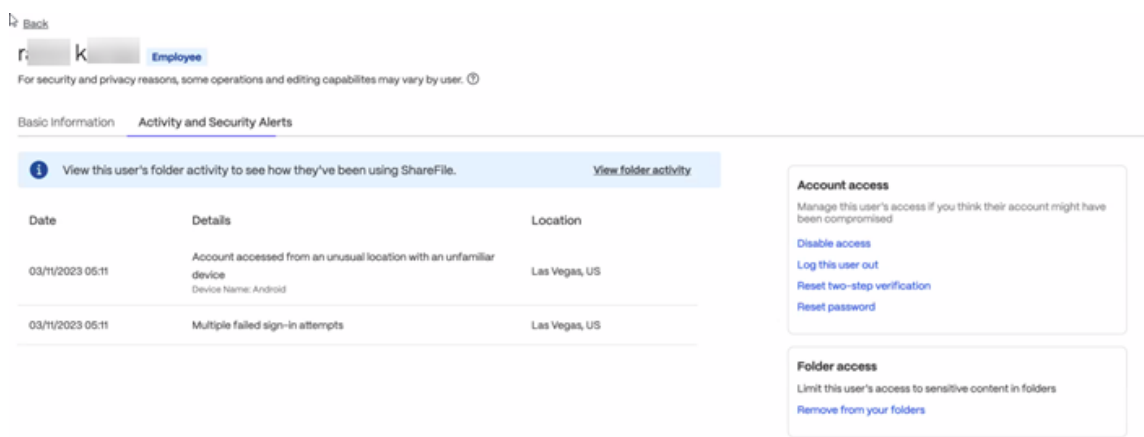 Back
Employee
For security and privacy reasons, some operations and editing capabilites may vary by user.
Basic Information Activity and Security Alerts
View this user's folder activity to see how they've been using ShareFile. View folder activity
Date Details Location
03/11/2023 05:11 Account accessed from an unusual location with an unfamiliar device Las Vegas, US
Device Name: Android
03/11/2023 05:11 Multiple failed sign-in attempts Las Vegas, US
Account access
Manage this user's access if you think their account might have
been compromised
Disable access
Log this user out
Reset two-step verification
Reset password
Folder access
Limit this user's access to sensitive content in folders
Remove from your folders